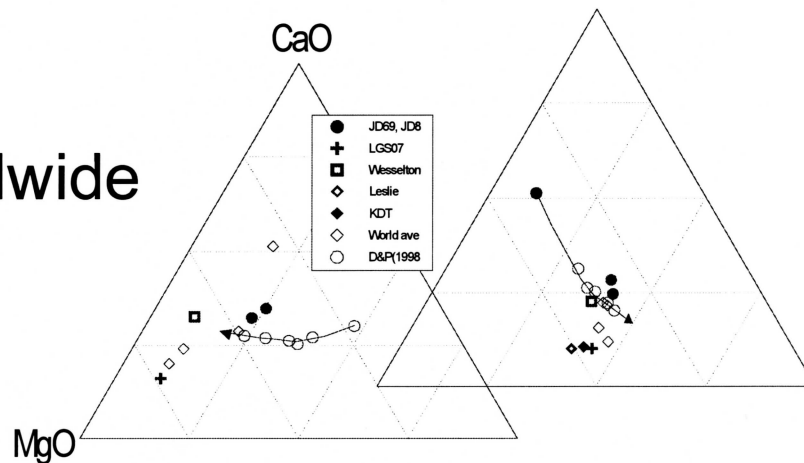 CaO
lwide
JD69, JD8
LGS07
Wesselton
Leslie
KDT
World ave
D&P(1998
MgO